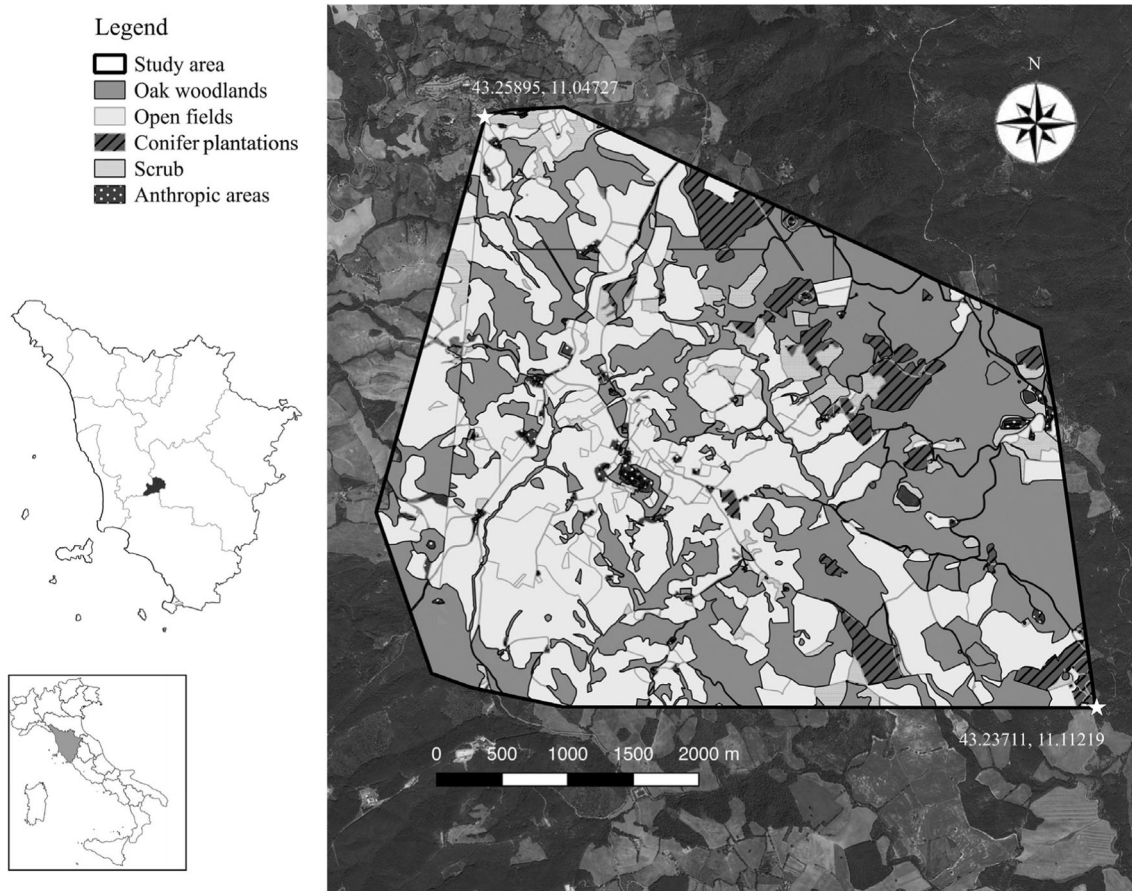 Legend
Study area
Oak woodlands
Open fields
Conifer plantations
Scrub
Anthropic areas
43.25895, 11.04727
N
43.23711, 11.11219
0 500 1000 1500 2000 m